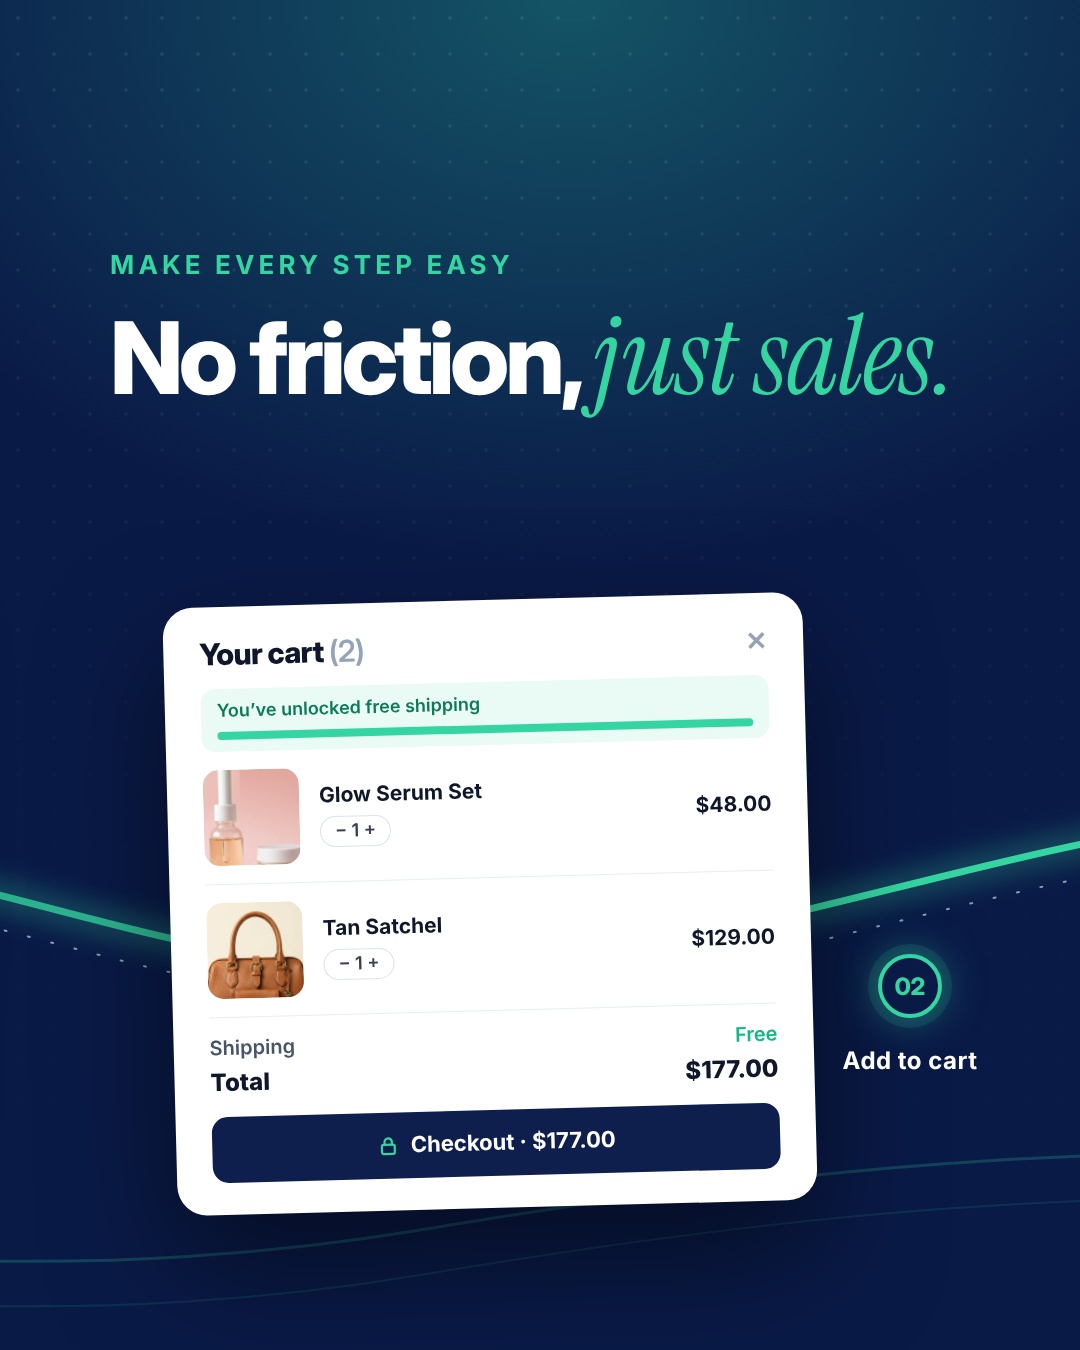 MAKE EVERY STEP EASY
No friction, just sales.
Your cart (2)
×
You’ve unlocked free shipping
Glow Serum Set
− 1 +
$48.00
Tan Satchel
− 1 +
$129.00
Shipping Free
Total $177.00
Checkout · $177.00
02
Add to cart